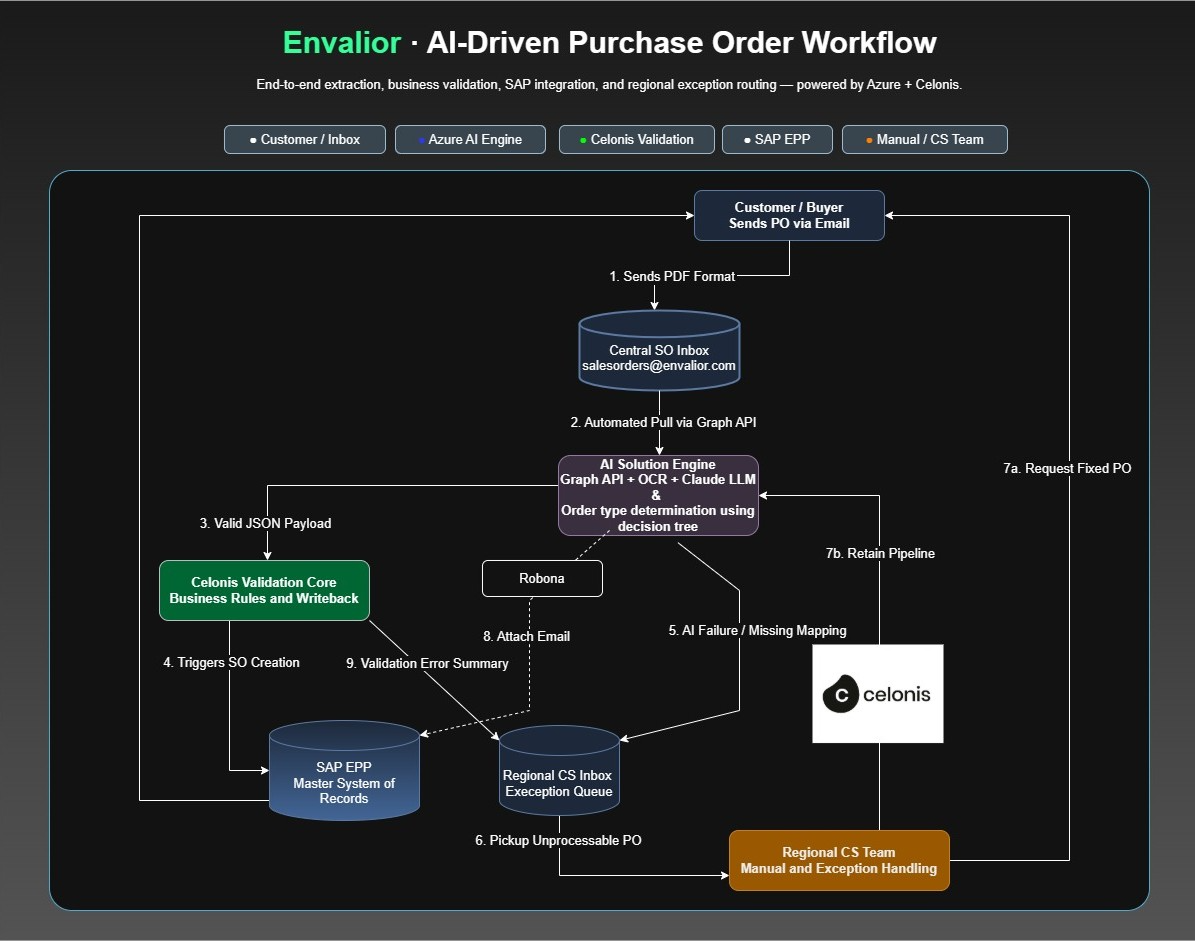 Envalior · AI-Driven Purchase Order Workflow
End-to-end extraction, business validation, SAP integration, and regional exception routing — powered by Azure + Celonis.
● Customer / Inbox
● Azure AI Engine
● Celonis Validation
● SAP EPP
● Manual / CS Team
Customer / Buyer
Sends PO via Email
1. Sends PDF Format
Central SO Inbox
salesorders@envalior.com
2. Automated Pull via Graph API
AI Solution Engine
Graph API + OCR + Claude LLM
&
Order type determination using
decision tree
7a. Request Fixed PO
3. Valid JSON Payload
7b. Retain Pipeline
Celonis Validation Core
Business Rules and Writeback
Robona
8. Attach Email
5. AI Failure / Missing Mapping
4. Triggers SO Creation
9. Validation Error Summary
C celonis
SAP EPP
Master System of
Records
Regional CS Inbox
Exeception Queue
6. Pickup Unprocessable PO
Regional CS Team
Manual and Exception Handling